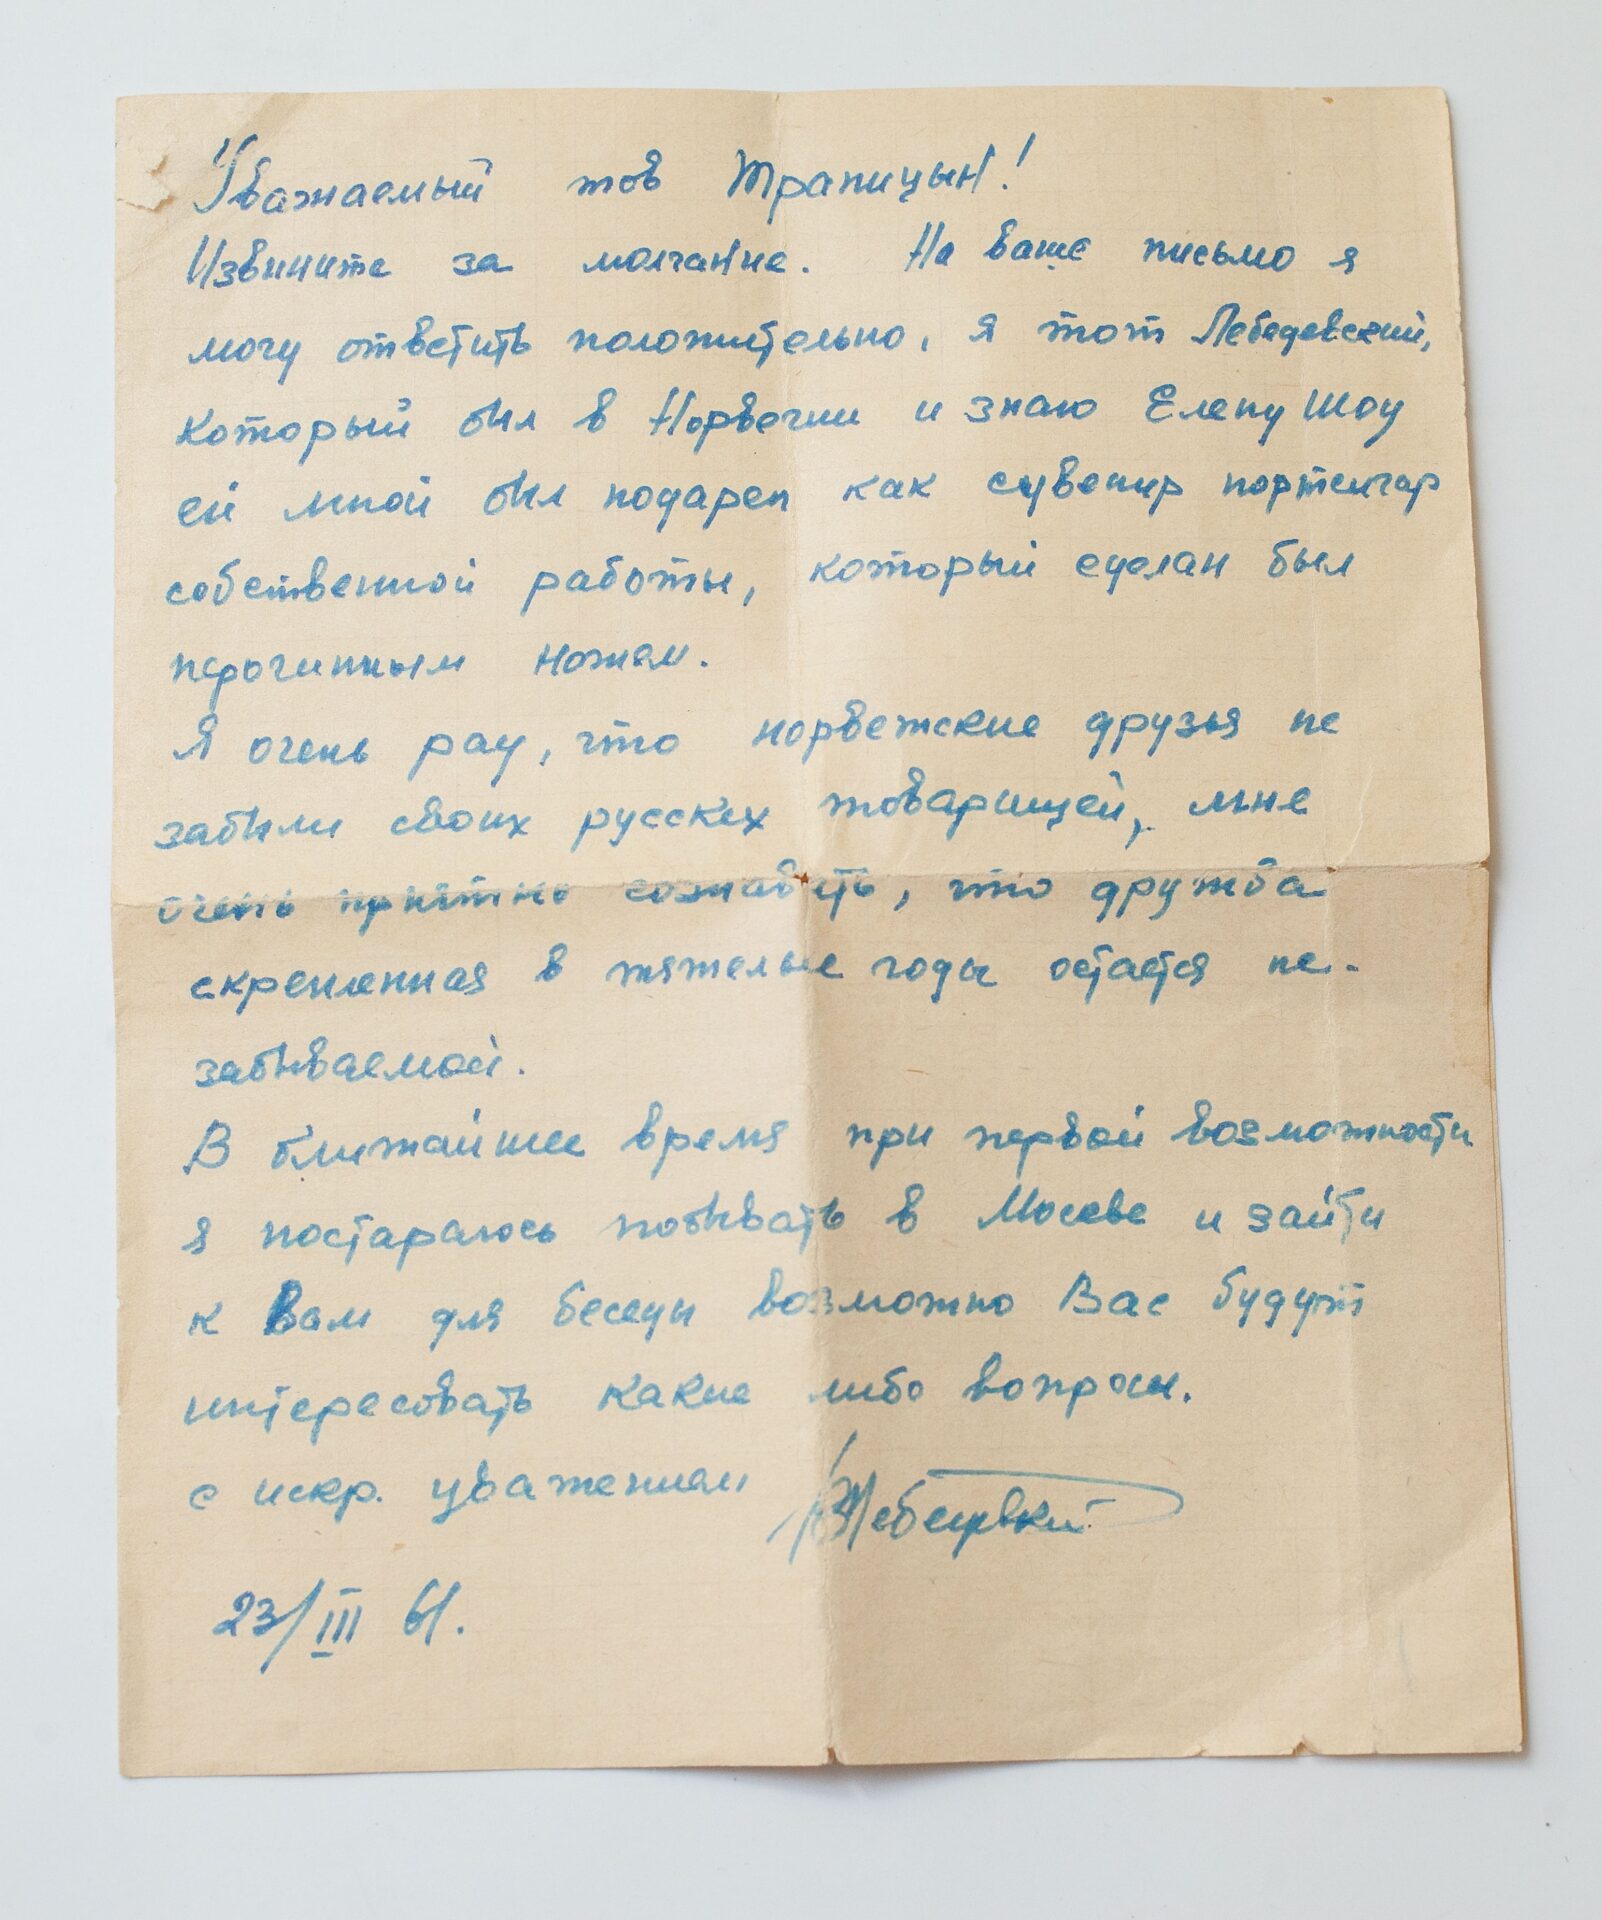 Уважаемый тов Трапицын!
Извините за молчание. На ваше письмо я
могу ответить положительно, я тот Лебедевский,
который был в Норвегии и знаю Елену Шоу
ей мной был подарен как сувенир портсигар
собственной работы, который сделан был
перочинным ножем.
Я очень рад, что норвежские друзья не
забыли своих русских товарищей, мне
очень приятно сознавать, что дружба
скрепленная в тяжелые годы остается не-
забываемой.
В ближайшее время при первой возможности
я постараюсь побывать в Москве и зайти
к Вам для беседы возможно Вас будут
интересовать какие либо вопросы.
с искр. уважением
23/III 61.